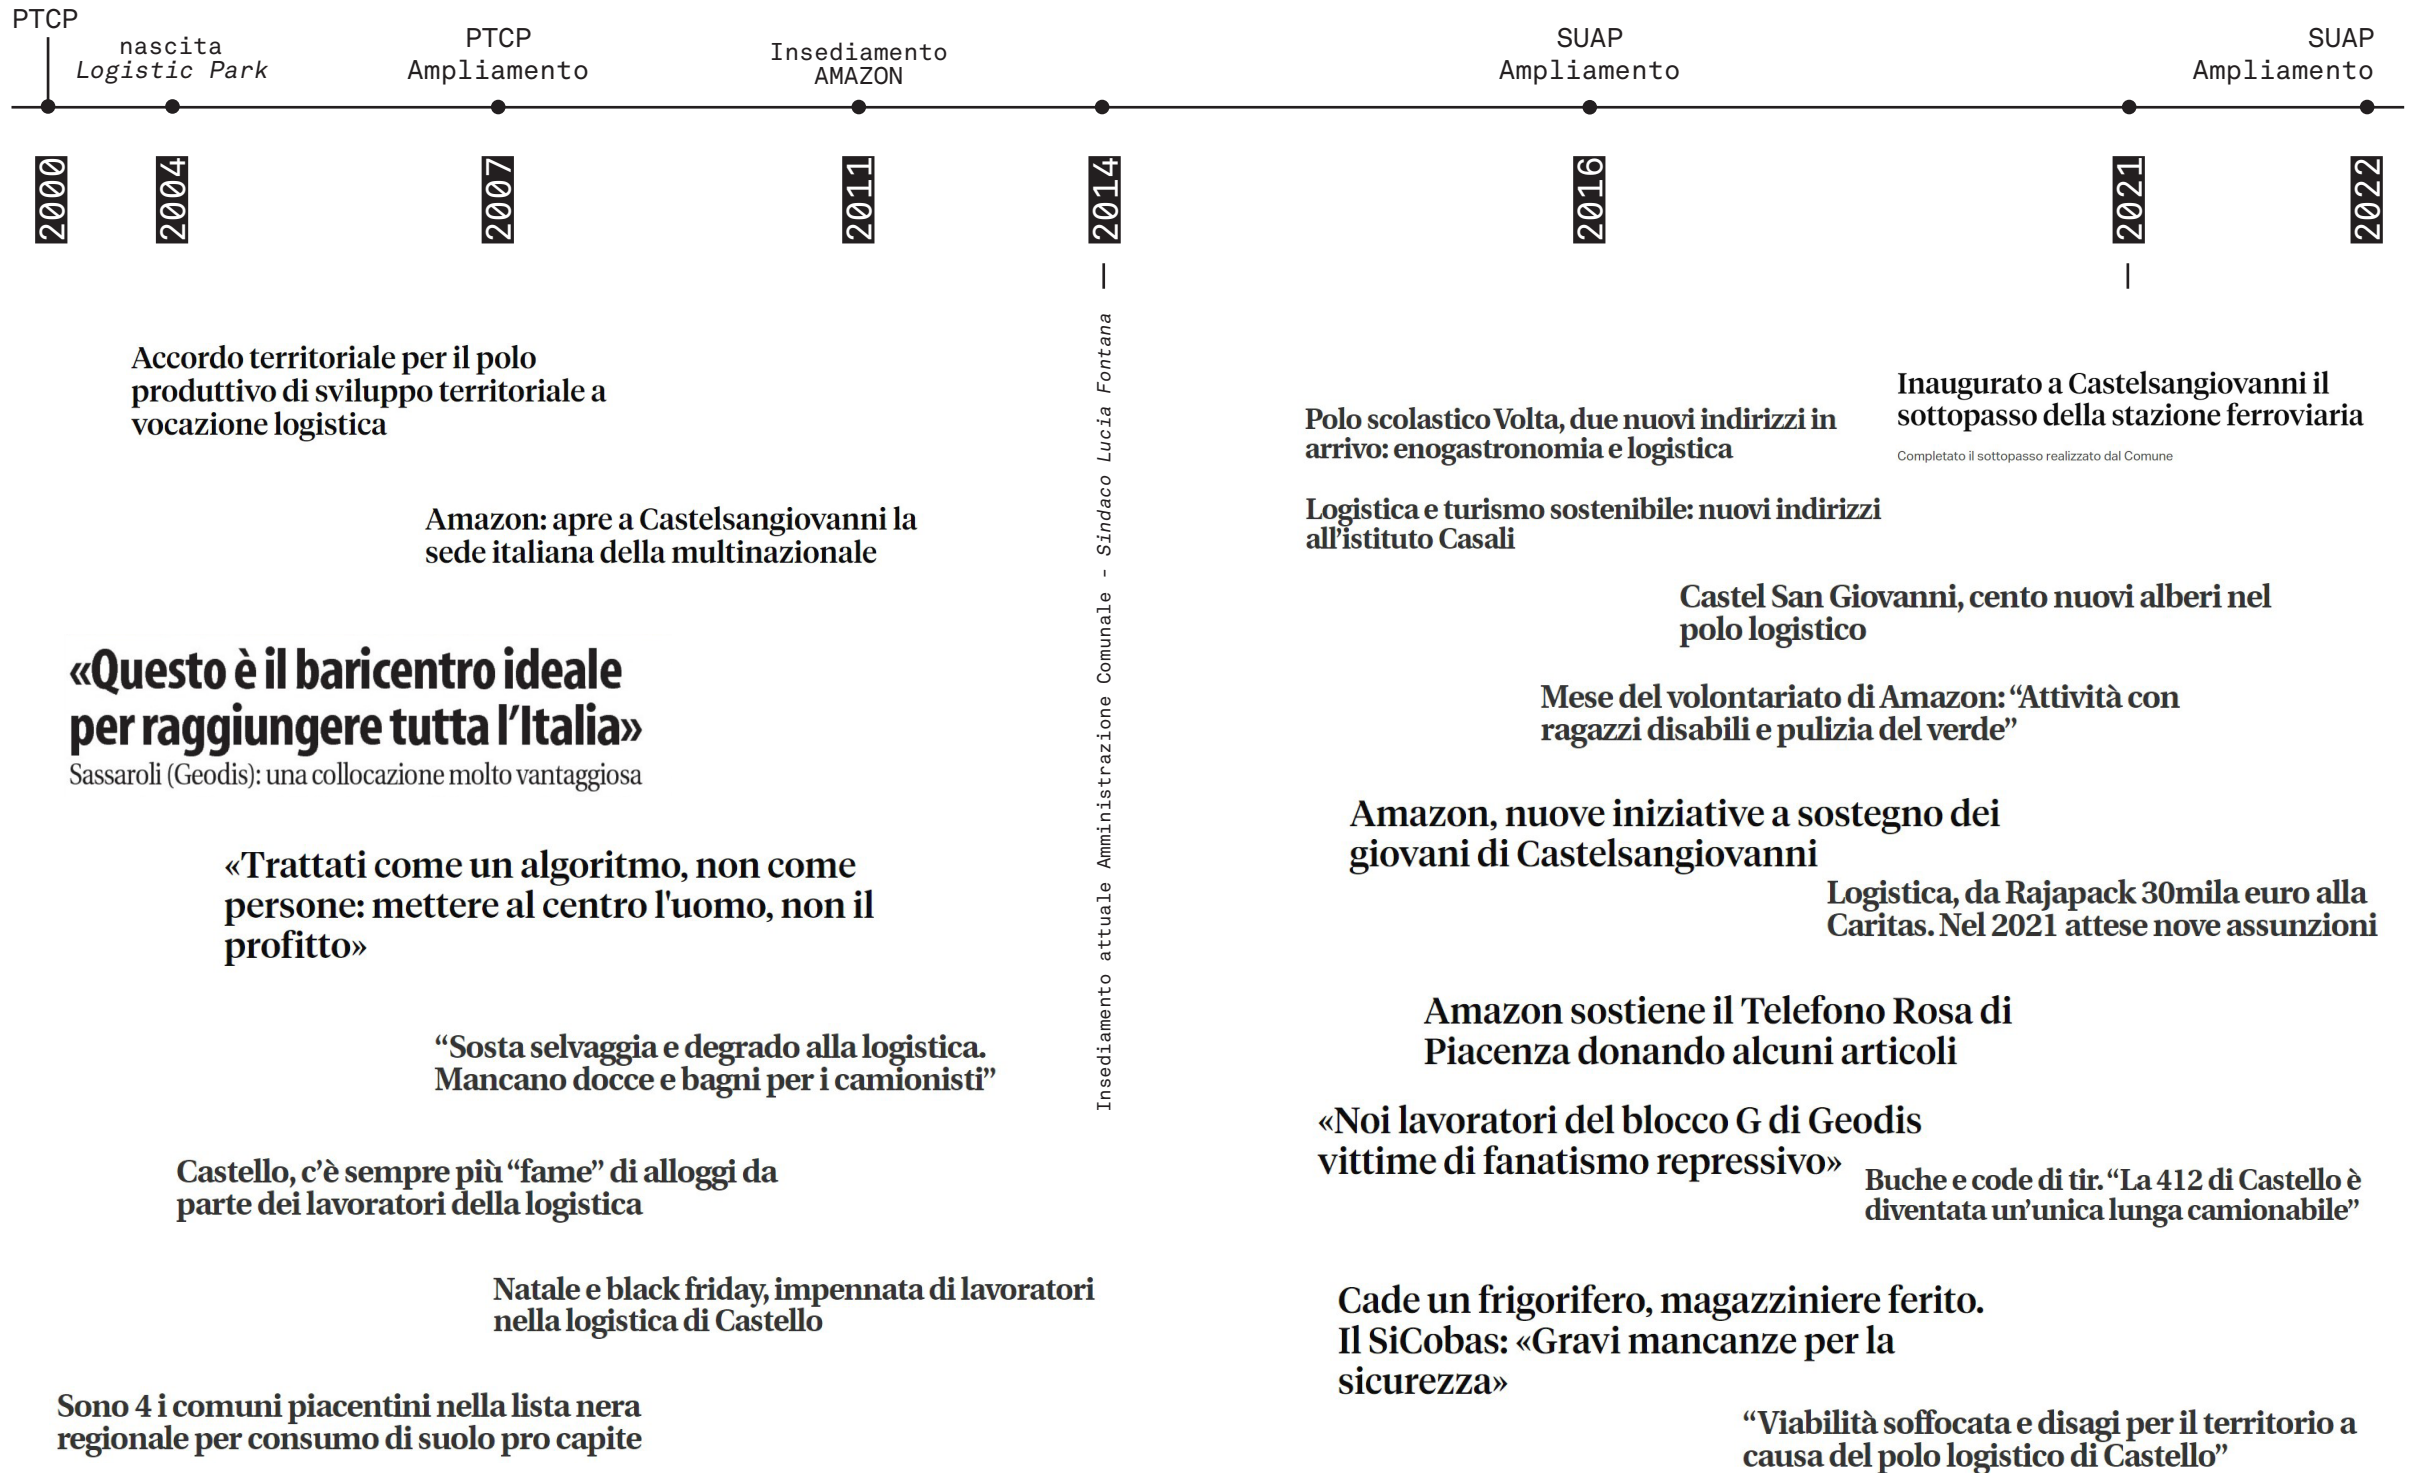 PTCP
nascita
Logistic Park
PTCP
Ampliamento
Insediamento
AMAZON
SUAP
Ampliamento
SUAP
Ampliamento
2000
2004
2007
2011
2014
2016
2021
2022
Insediamento attuale Amministrazione Comunale - Sindaco Lucia Fontana
Accordo territoriale per il polo
produttivo di sviluppo territoriale a
vocazione logistica
Amazon: apre a Castelsangiovanni la
sede italiana della multinazionale
«Questo è il baricentro ideale
per raggiungere tutta l'Italia»
Sassaroli (Geodis): una collocazione molto vantaggiosa
«Trattati come un algoritmo, non come
persone: mettere al centro l'uomo, non il
profitto»
“Sosta selvaggia e degrado alla logistica.
Mancano docce e bagni per i camionisti”
Castello, c’è sempre più “fame” di alloggi da
parte dei lavoratori della logistica
Natale e black friday, impennata di lavoratori
nella logistica di Castello
Sono 4 i comuni piacentini nella lista nera
regionale per consumo di suolo pro capite
Polo scolastico Volta, due nuovi indirizzi in
arrivo: enogastronomia e logistica
Inaugurato a Castelsangiovanni il
sottopasso della stazione ferroviaria
Completato il sottopasso realizzato dal Comune
Logistica e turismo sostenibile: nuovi indirizzi
all’istituto Casali
Castel San Giovanni, cento nuovi alberi nel
polo logistico
Mese del volontariato di Amazon: “Attività con
ragazzi disabili e pulizia del verde”
Amazon, nuove iniziative a sostegno dei
giovani di Castelsangiovanni
Logistica, da Rajapack 30mila euro alla
Caritas. Nel 2021 attese nove assunzioni
Amazon sostiene il Telefono Rosa di
Piacenza donando alcuni articoli
«Noi lavoratori del blocco G di Geodis
vittime di fanatismo repressivo»
Buche e code di tir. “La 412 di Castello è
diventata un’unica lunga camionabile”
Cade un frigorifero, magazziniere ferito.
Il SiCobas: «Gravi mancanze per la
sicurezza»
“Viabilità soffocata e disagi per il territorio a
causa del polo logistico di Castello”